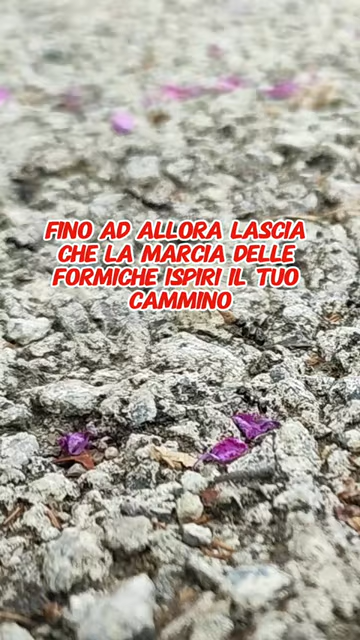 FINO AD ALLORA LASCIA
CHE LA MARCIA DELLE
FORMICHE ISPIRI IL TUO
CAMMINO